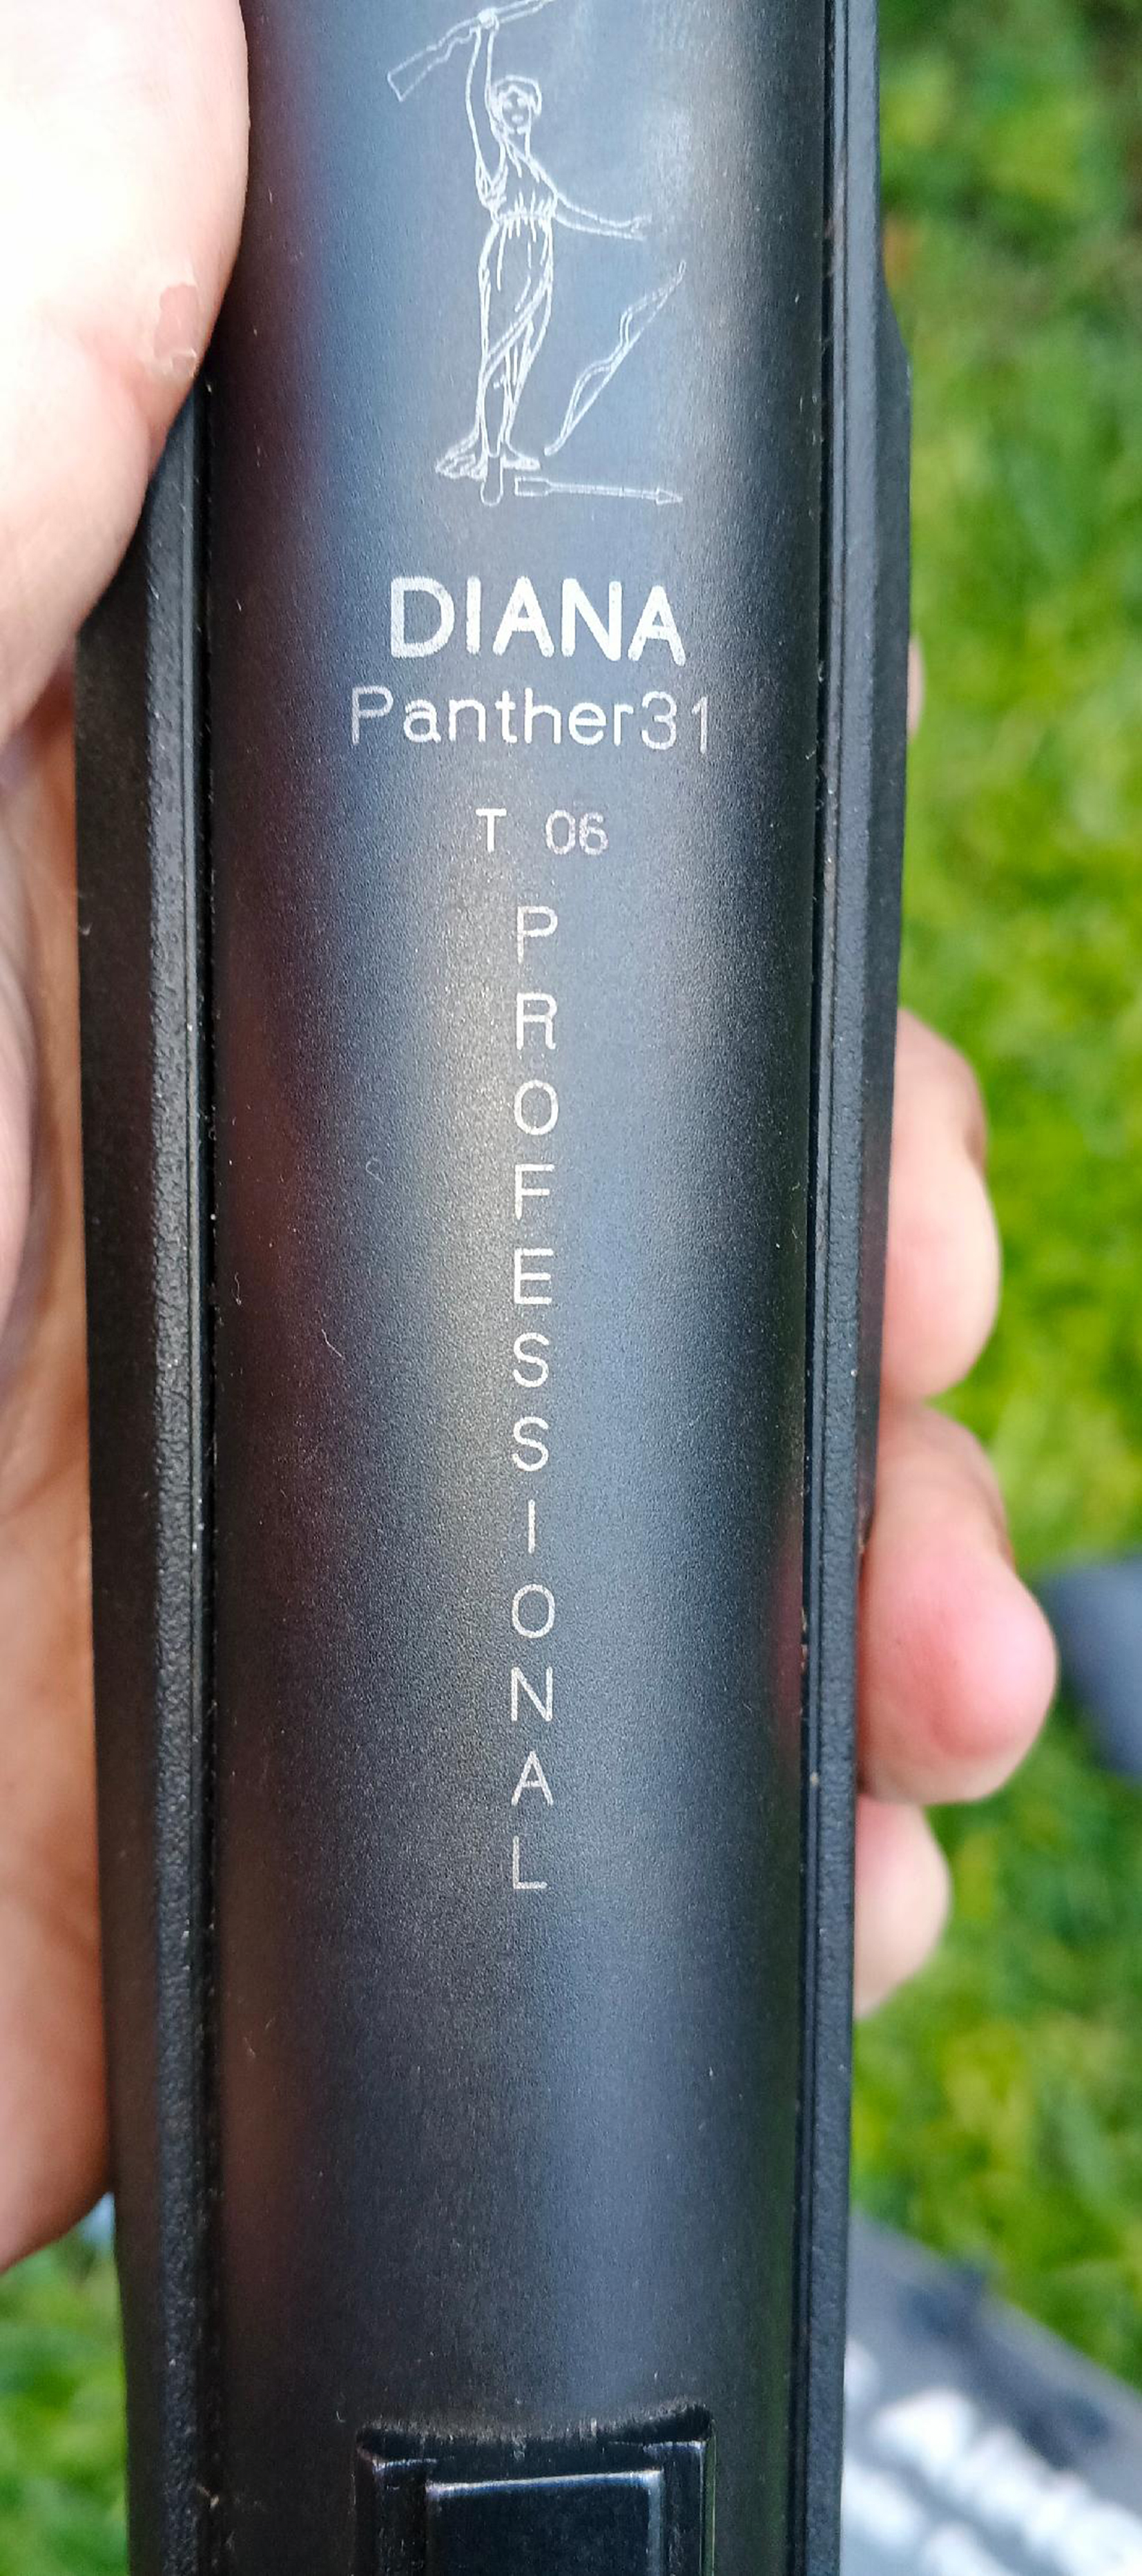 DIANA
Panther31
T 06
PROFESSIONAL